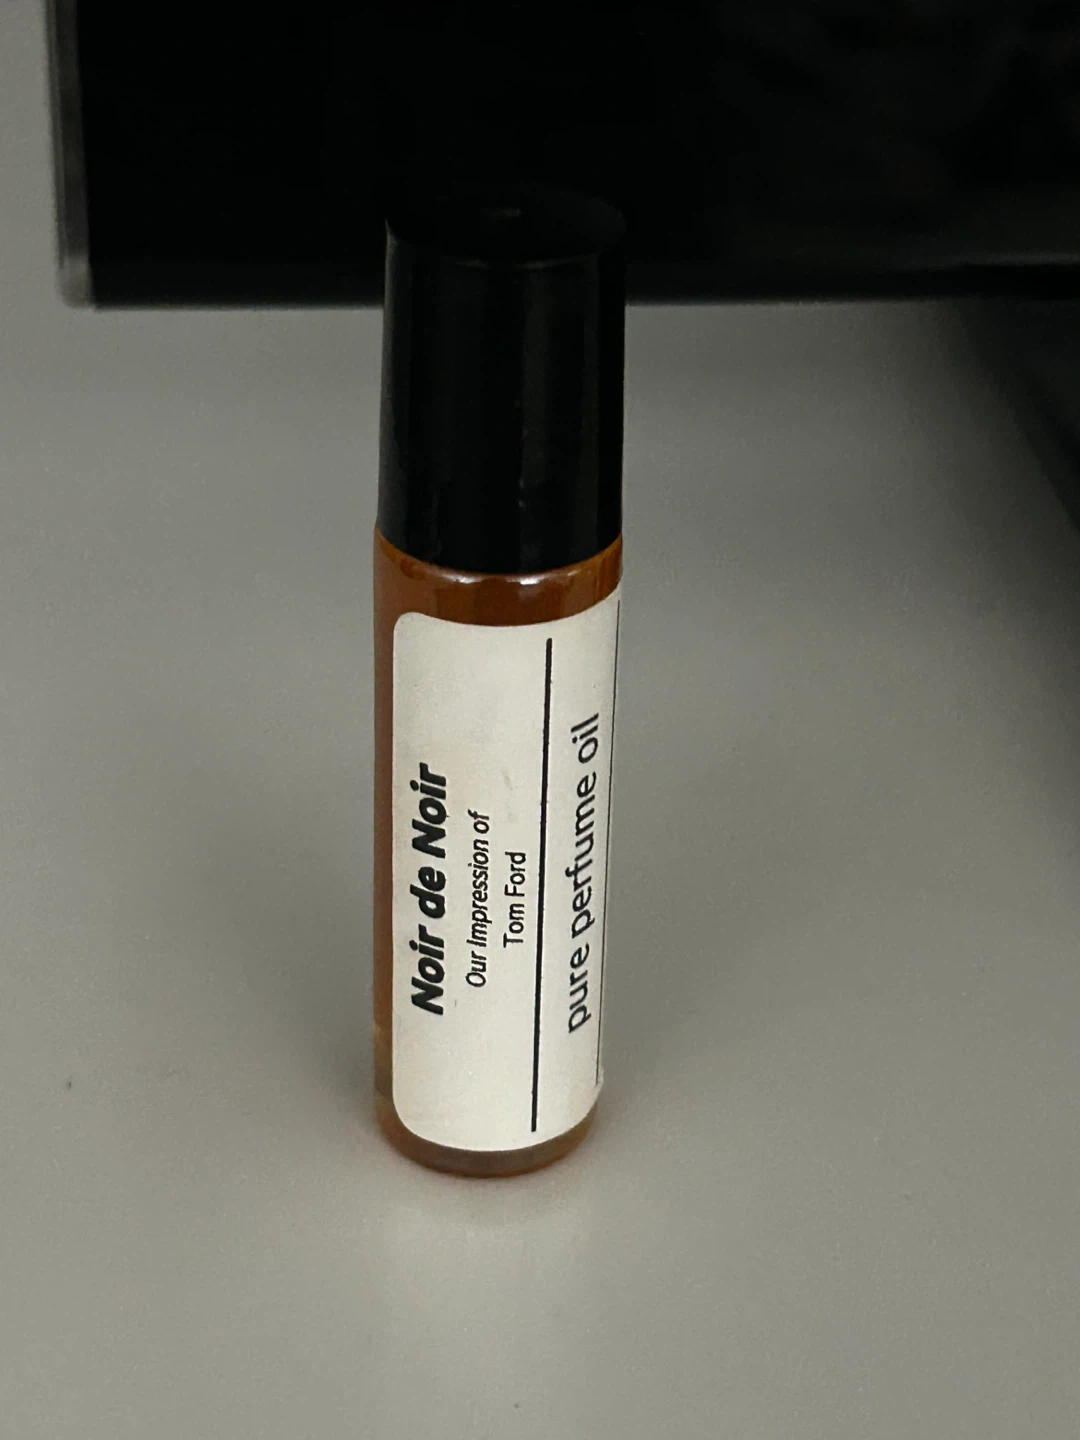 Noir de Noir
Our Impression of
Tom Ford
pure perfume oil